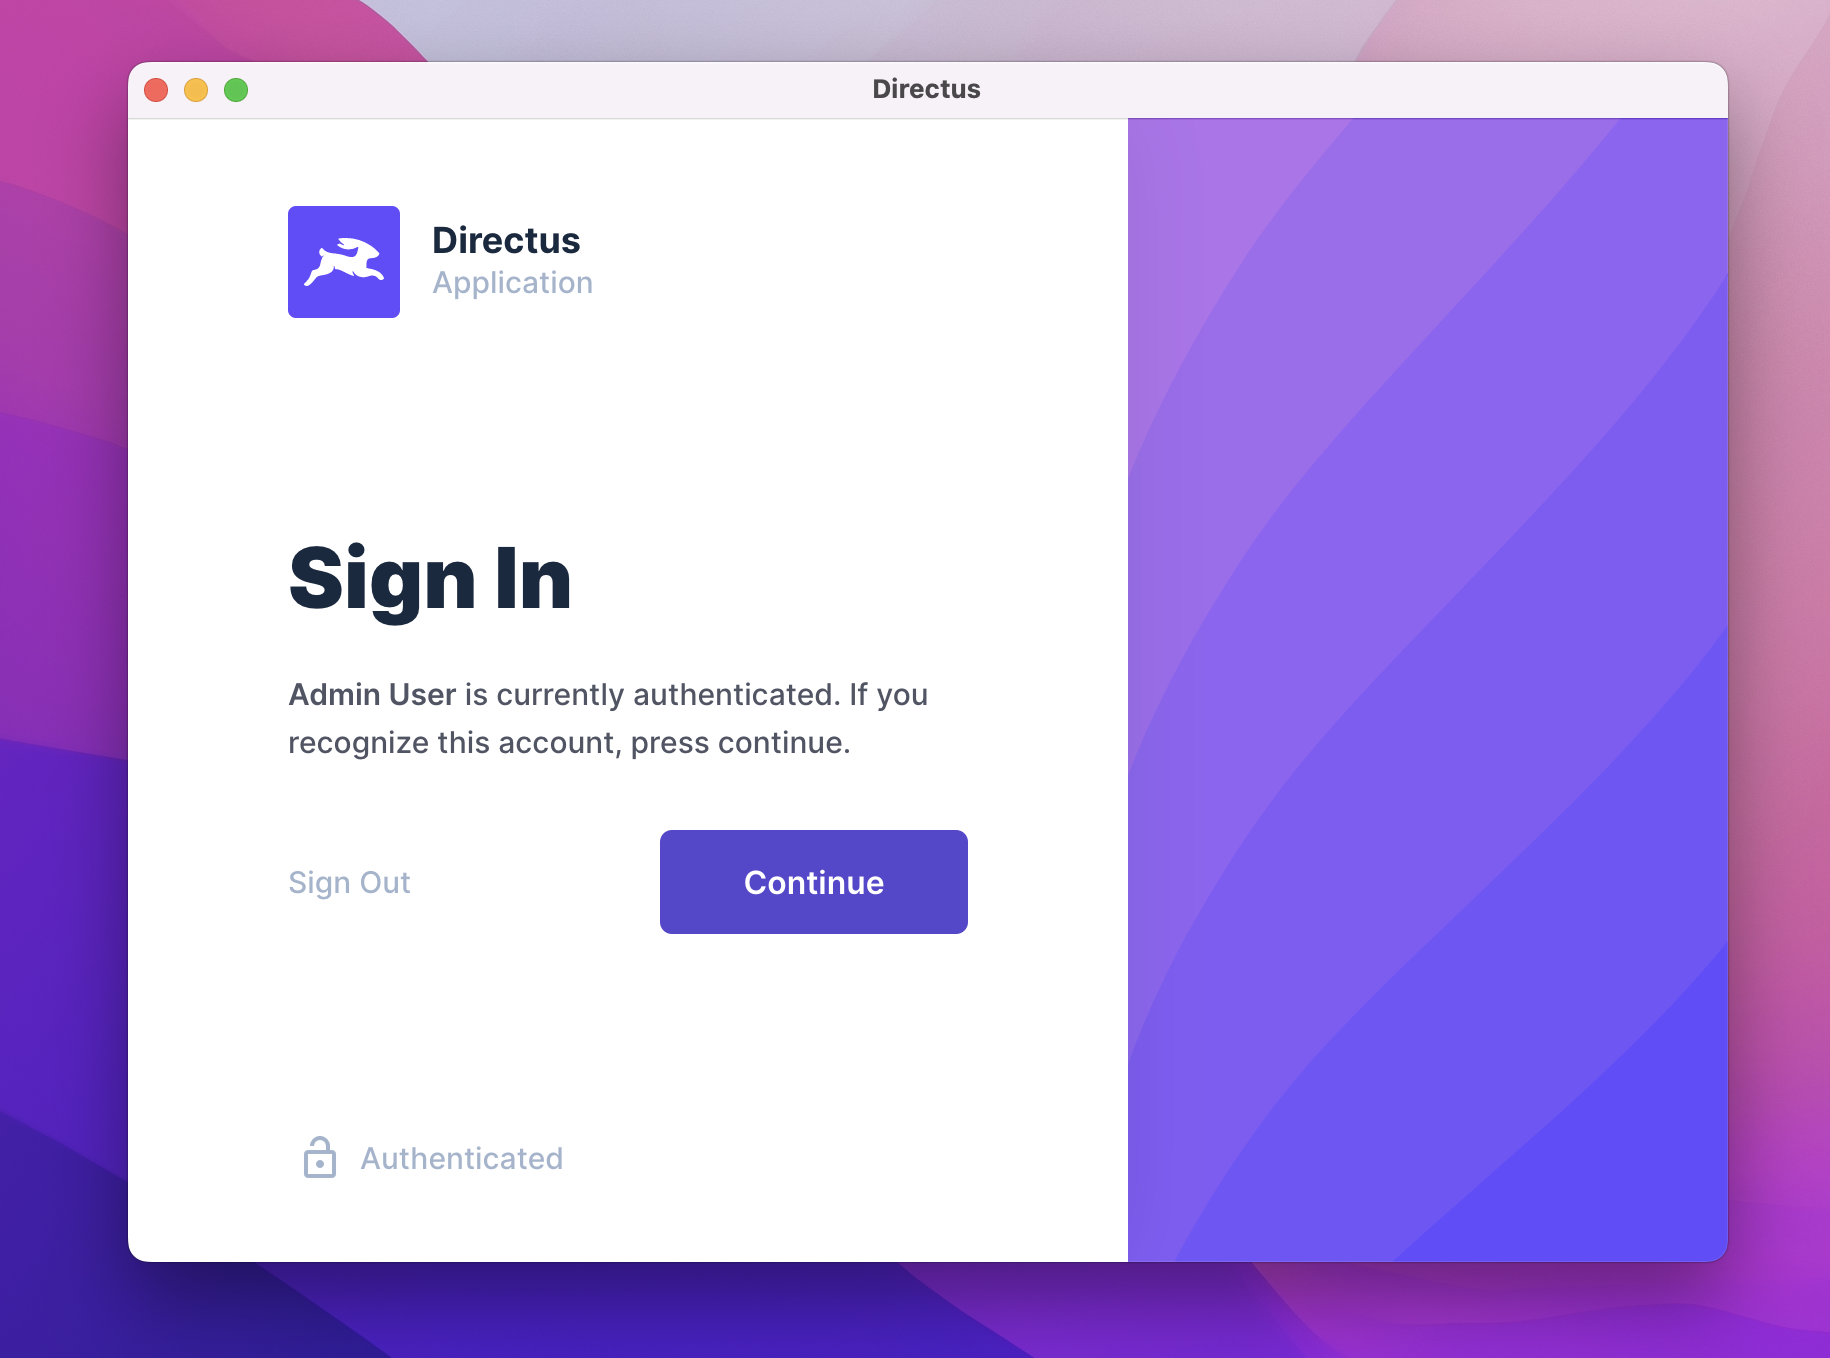 Directus
Directus
Application
Sign In
Admin User is currently authenticated. If you
recognize this account, press continue.
Sign Out
Continue
Authenticated